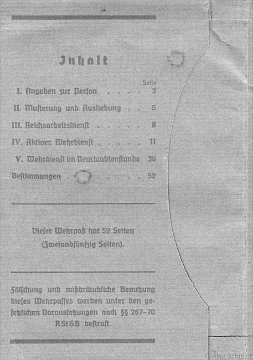 Inhalt
Seite
I. Angaben zur Person . . . . . 3
II. Musterung und Aushebung . . 5
III. Reichsarbeitsdienst . . . . . 8
IV. Aktiver Wehrdienst . . . . . 11
V. Wehrdienst im Beurlaubtenstande 36
Bestimmungen . . . . . 52
Dieser Wehrpaß hat 52 Seiten
(Zweiundfünfzig Seiten).
Fälschung und mißbräuchliche Benutzung
dieses Wehrpasses werden unter den ge-
setzlichen Voraussetzungen nach §§ 267–70
RStGB bestraft.